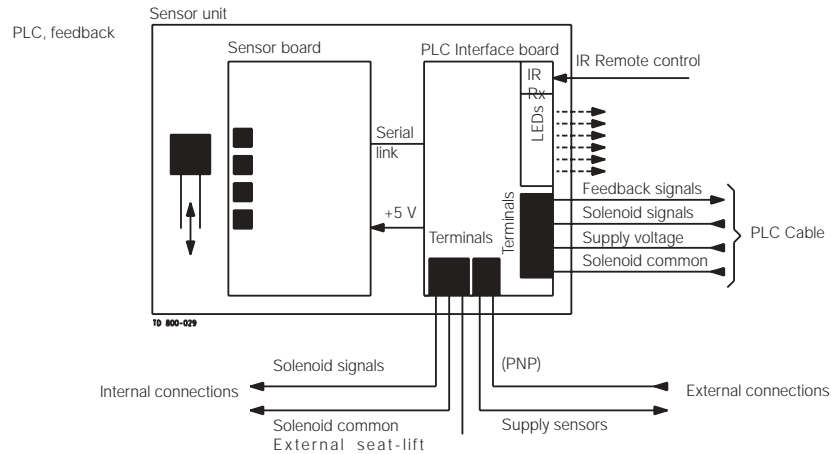 Sensor unit
PLC, feedback
Sensor board
PLC Interface board
IR Remote control
IR
Rx
LEDs
Serial
link
+5 V
Terminals
Terminals
Feedback signals
Solenoid signals
Supply voltage
Solenoid common
PLC Cable
TD 800-029
Solenoid signals
(PNP)
Internal connections
External connections
Solenoid common
Supply sensors
External seat-lift